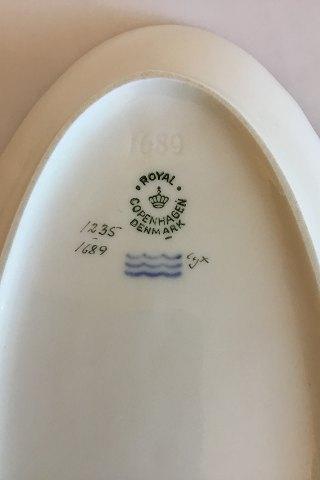 1689
ROYAL
COPENHAGEN
DENMARK
1235
1689